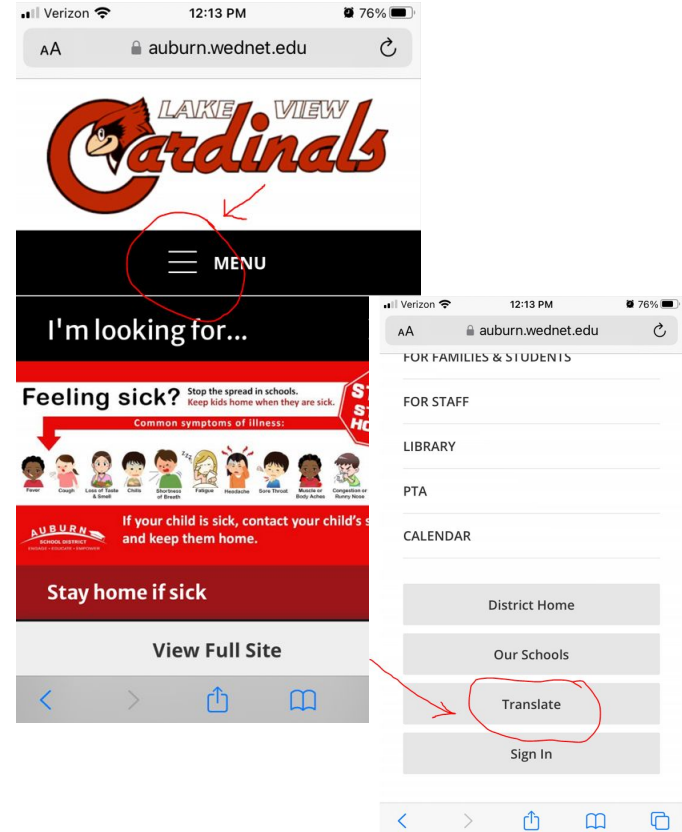 Verizon 12:13 PM 76%
AA auburn.wednet.edu
LAKE VIEW
Cardinals
MENU
I'm looking for...
Feeling sick? Stop the spread in schools.
Keep kids home when they are sick.
Common symptoms of illness:
Fever Cough Loss of Taste & Smell Chills Shortness of Breath Fatigue Headache Sore Throat Muscle or Body Aches Congestion or Runny Nose
AUBURN
SCHOOL DISTRICT
ENGAGE • EDUCATE • EMPOWER
If your child is sick, contact your child's s
and keep them home.
Stay home if sick
View Full Site
Verizon 12:13 PM 76%
AA auburn.wednet.edu
FOR FAMILIES & STUDENTS
FOR STAFF
LIBRARY
PTA
CALENDAR
District Home
Our Schools
Translate
Sign In